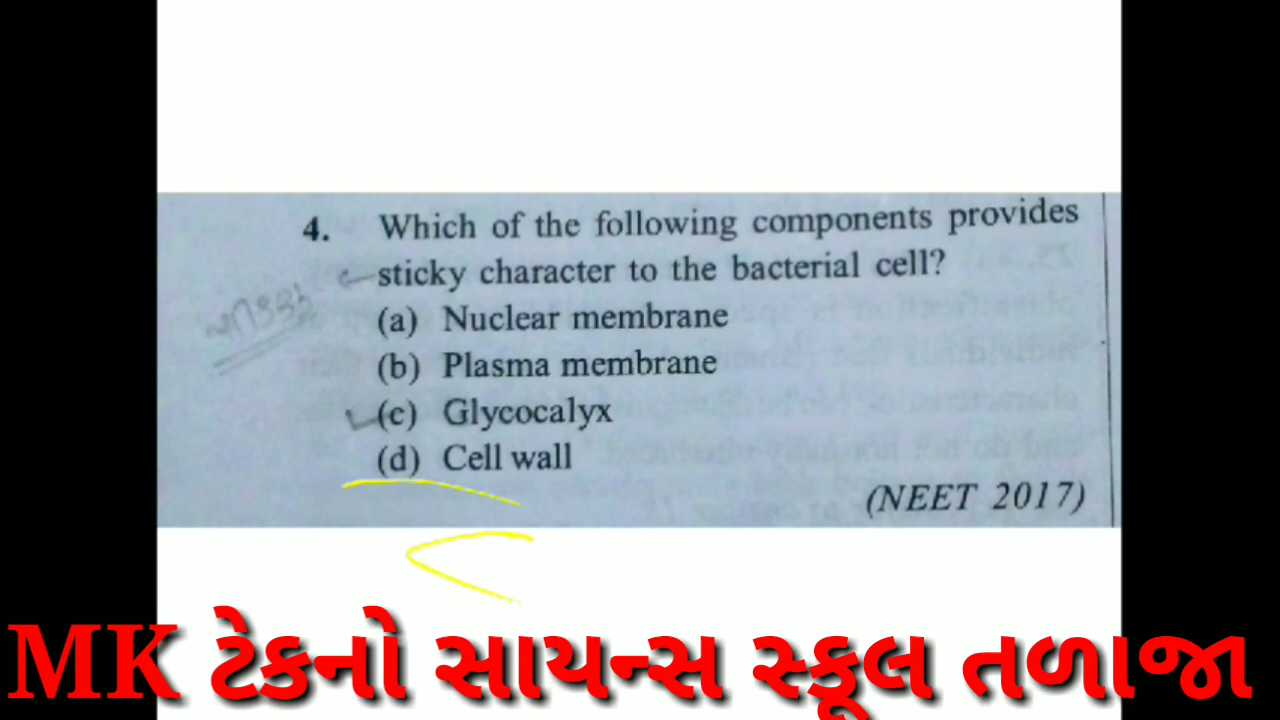 4. Which of the following components provides
sticky character to the bacterial cell?
(a) Nuclear membrane
(b) Plasma membrane
(c) Glycocalyx
(d) Cell wall
(NEET 2017)
MK ટેકનો સાયન્સ સ્કૂલ તળાજા